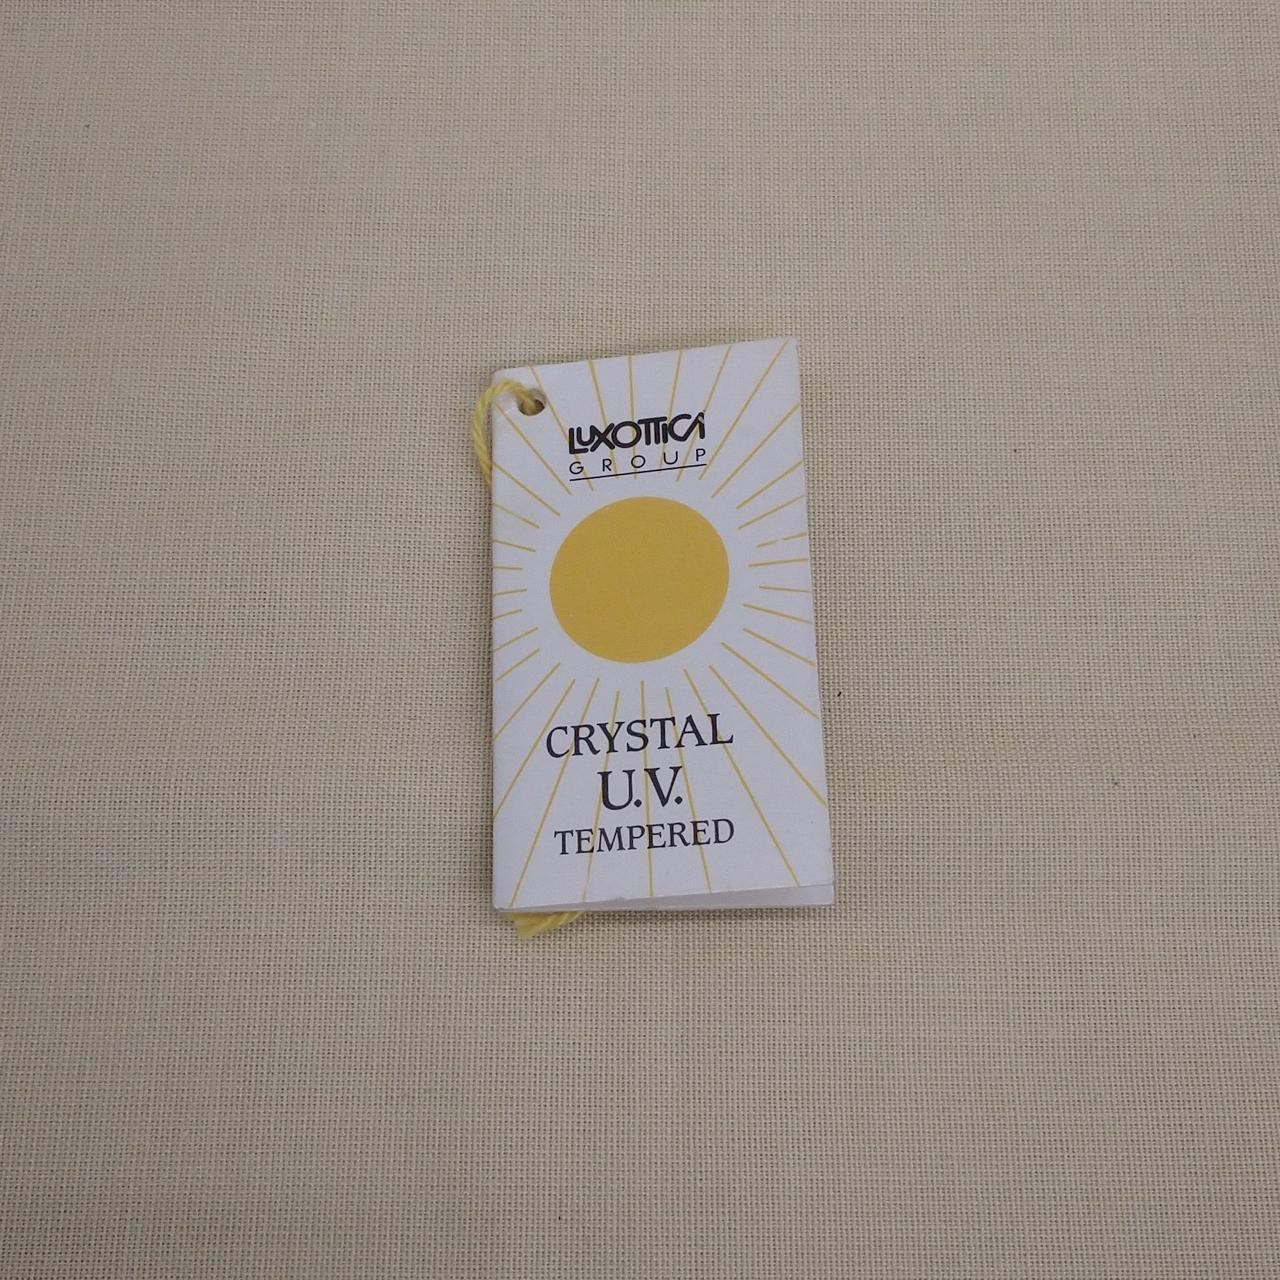 LUXOTTICA
GROUP
CRYSTAL
U.V.
TEMPERED